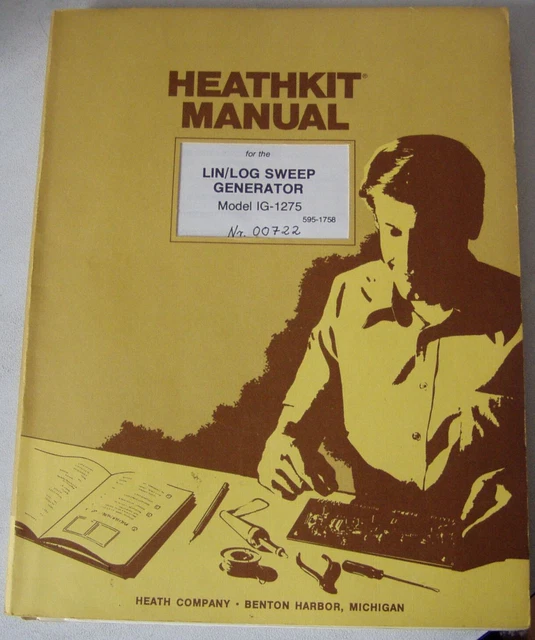 HEATHKIT®
MANUAL
for the
LIN/LOG SWEEP
GENERATOR
Model IG-1275
595-1758
Nr. 00722
HEATH COMPANY • BENTON HARBOR, MICHIGAN